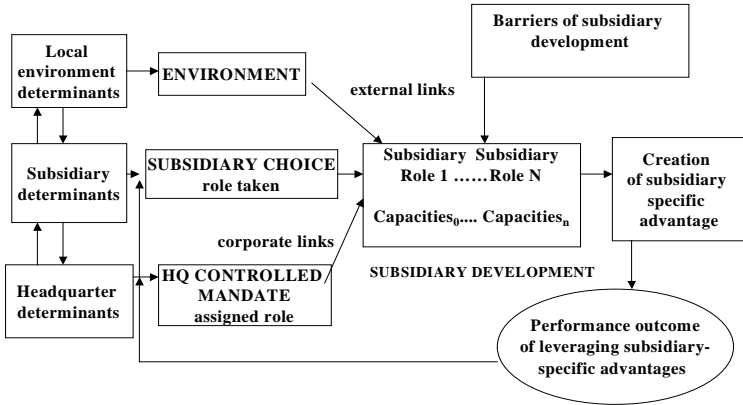 Local
environment
determinants
ENVIRONMENT
external links
Barriers of subsidiary
development
Subsidiary
determinants
SUBSIDIARY CHOICE
role taken
Subsidiary Subsidiary
Role 1 ……Role N
Capacities₀.... Capacitiesₙ
Creation
of subsidiary
specific
advantage
corporate links
Headquarter
determinants
HQ CONTROLLED
MANDATE
assigned role
SUBSIDIARY DEVELOPMENT
Performance outcome
of leveraging subsidiary-
specific advantages